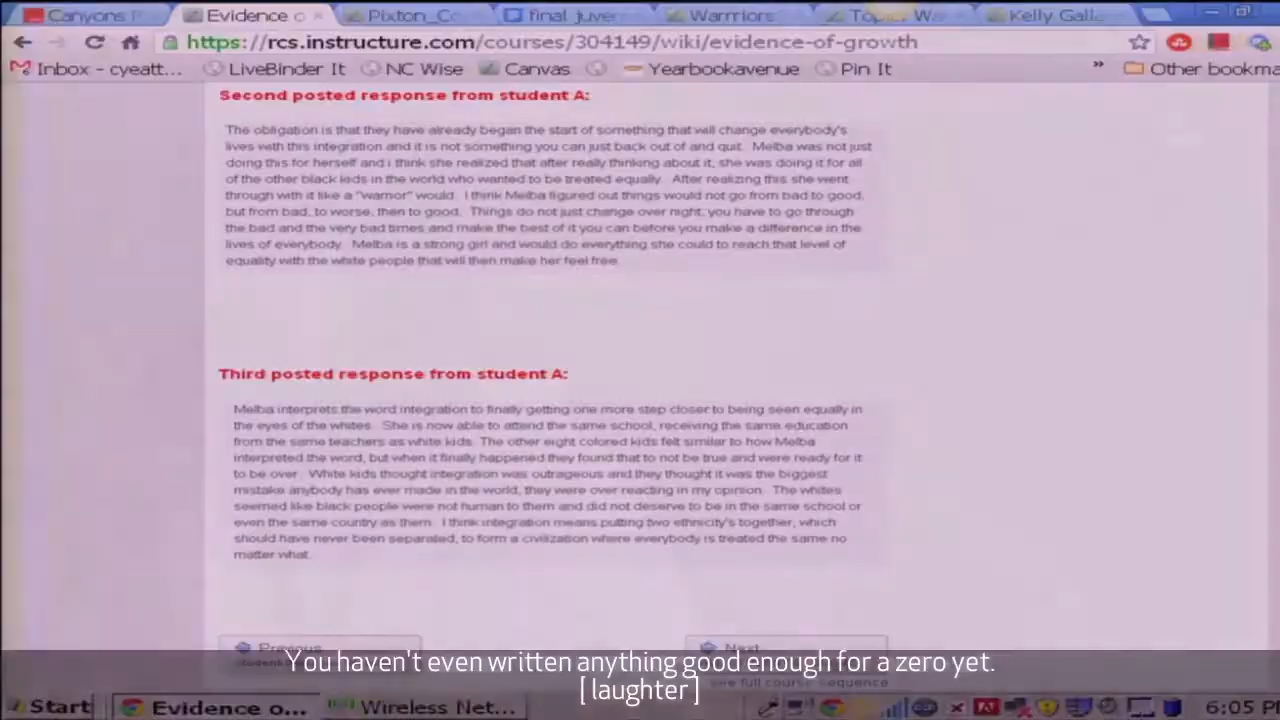 Canyons P
Evidence o
Pixton_Co
final juve
Warrriors
Topic: Wa
Kelly Galla
https://rcs.instructure.com/courses/304149/wiki/evidence-of-growth
Inbox - cyeatt...
LiveBinder It
NC Wise
Canvas
Yearbookavenue
Pin It
»
Other bookma
Second posted response from student A:
The obligation is that they have already began the start of something that will change everybody's
lives with this integration and it is not something you can just back out of and quit. Melba was not just
doing this for herself and i think she realized that after really thinking about it, she was doing it for all
of the other black kids in the world who wanted to be treated equally. After realizing this she went
through with it like a "warrior" would. I think Melba figured out things would not go from bad to good,
but from bad, to worse, then to good. Things do not just change over night, you have to go through
the bad and the very bad times and make the best of it you can before you make a difference in the
lives of everybody. Melba is a strong girl and would do everything she could to reach that level of
equality with the white people that will then make her feel free.
Third posted response from student A:
Melba interprets the word integration to finally getting one more step closer to being seen equally in
the eyes of the whites. She is now able to attend the same school, receiving the same education
from the same teachers as white kids. The other eight colored kids felt similar to how Melba
interpreted the word, but when it finally happened they found that to not be true and were ready for it
to be over. White kids thought integration was outrageous and they thought it was the biggest
mistake anybody has ever made in the world, they were over reacting in my opinion. The whites
seemed like black people were not human to them and did not deserve to be in the same school or
even the same country as them. I think integration means putting two ethnicity's together, which
should have never been separated, to form a civilization where everybody is treated the same no
matter what.
Previous
Next
You haven't even written anything good enough for a zero yet.
[laughter]
see full course sequence
Start
Evidence o...
Wireless Net...
6:05 P